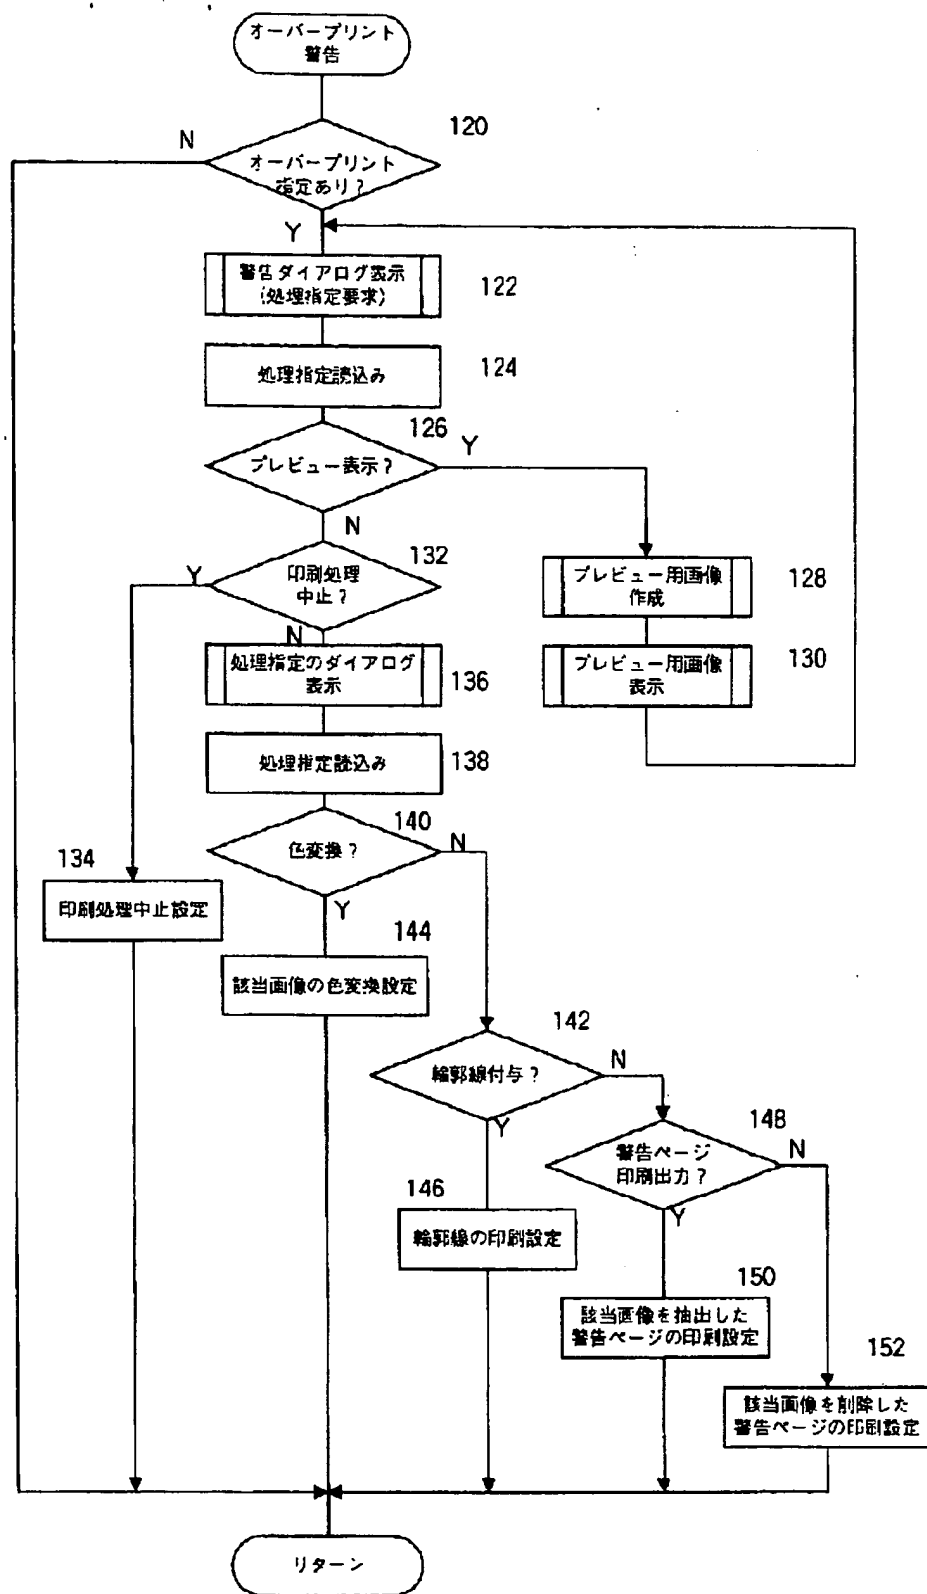 オーバープリント
警告
120
N
オーバープリント
指定あり?
Y
警告ダイアログ表示
(処理指定要求)
122
処理指定読込み
124
126
Y
プレビュー表示?
N
132
Y
印刷処理
中止?
N
プレビュー用画像
作成
128
処理指定のダイアログ
表示
136
プレビュー用画像
表示
130
処理指定読込み
138
140
N
色変換?
Y
134
印刷処理中止設定
144
該当画像の色変換設定
142
N
輪郭線付与?
Y
148
N
警告ページ
印刷出力?
Y
146
輪郭線の印刷設定
150
該当画像を抽出した
警告ページの印刷設定
152
該当画像を削除した
警告ページの印刷設定
リターン